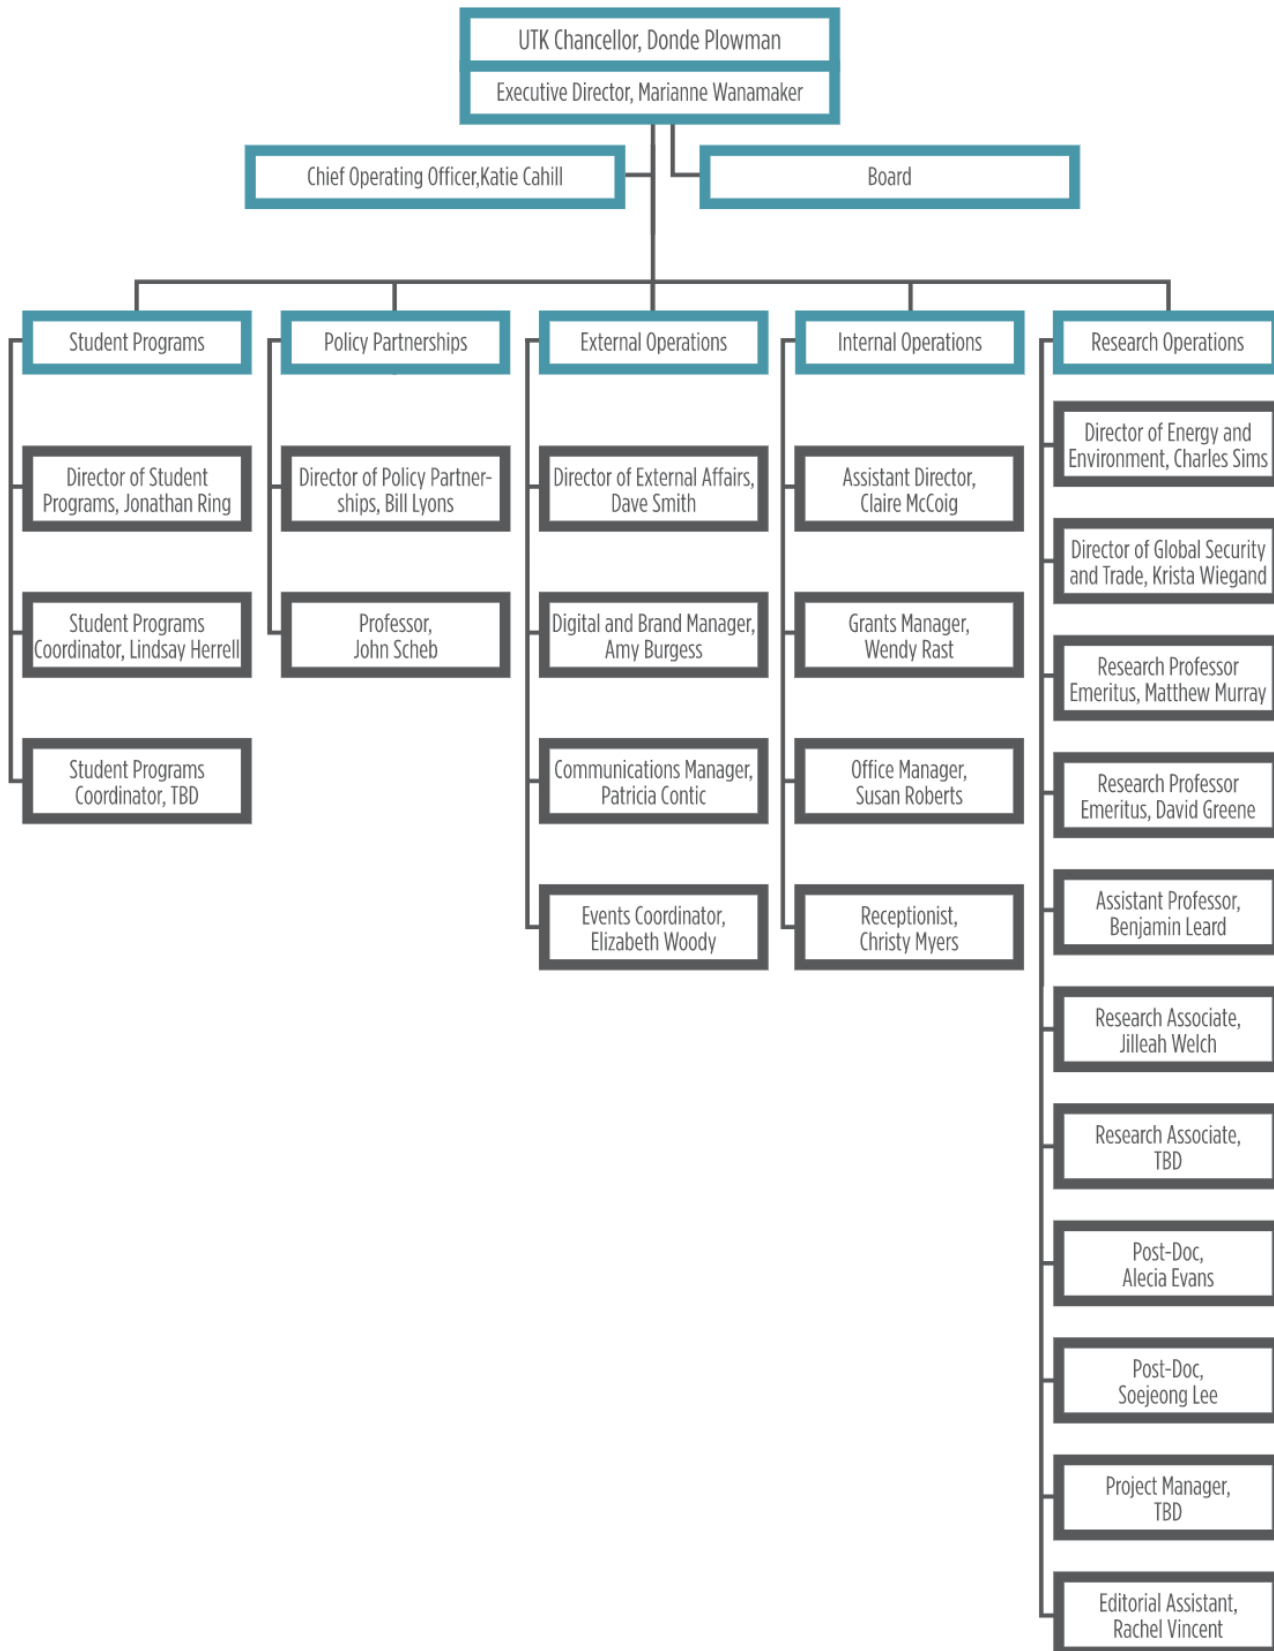 UTK Chancellor, Donde Plowman
Executive Director, Marianne Wanamaker
Chief Operating Officer,Katie Cahill
Board
Student Programs
Policy Partnerships
External Operations
Internal Operations
Research Operations
Director of Student
Programs, Jonathan Ring
Student Programs
Coordinator, Lindsay Herrell
Student Programs
Coordinator, TBD
Director of Policy Partner-
ships, Bill Lyons
Professor,
John Scheb
Director of External Affairs,
Dave Smith
Digital and Brand Manager,
Amy Burgess
Communications Manager,
Patricia Contic
Events Coordinator,
Elizabeth Woody
Assistant Director,
Claire McCoig
Grants Manager,
Wendy Rast
Office Manager,
Susan Roberts
Receptionist,
Christy Myers
Director of Energy and
Environment, Charles Sims
Director of Global Security
and Trade, Krista Wiegand
Research Professor
Emeritus, Matthew Murray
Research Professor
Emeritus, David Greene
Assistant Professor,
Benjamin Leard
Research Associate,
Jilleah Welch
Research Associate,
TBD
Post-Doc,
Alecia Evans
Post-Doc,
Soejeong Lee
Project Manager,
TBD
Editorial Assistant,
Rachel Vincent